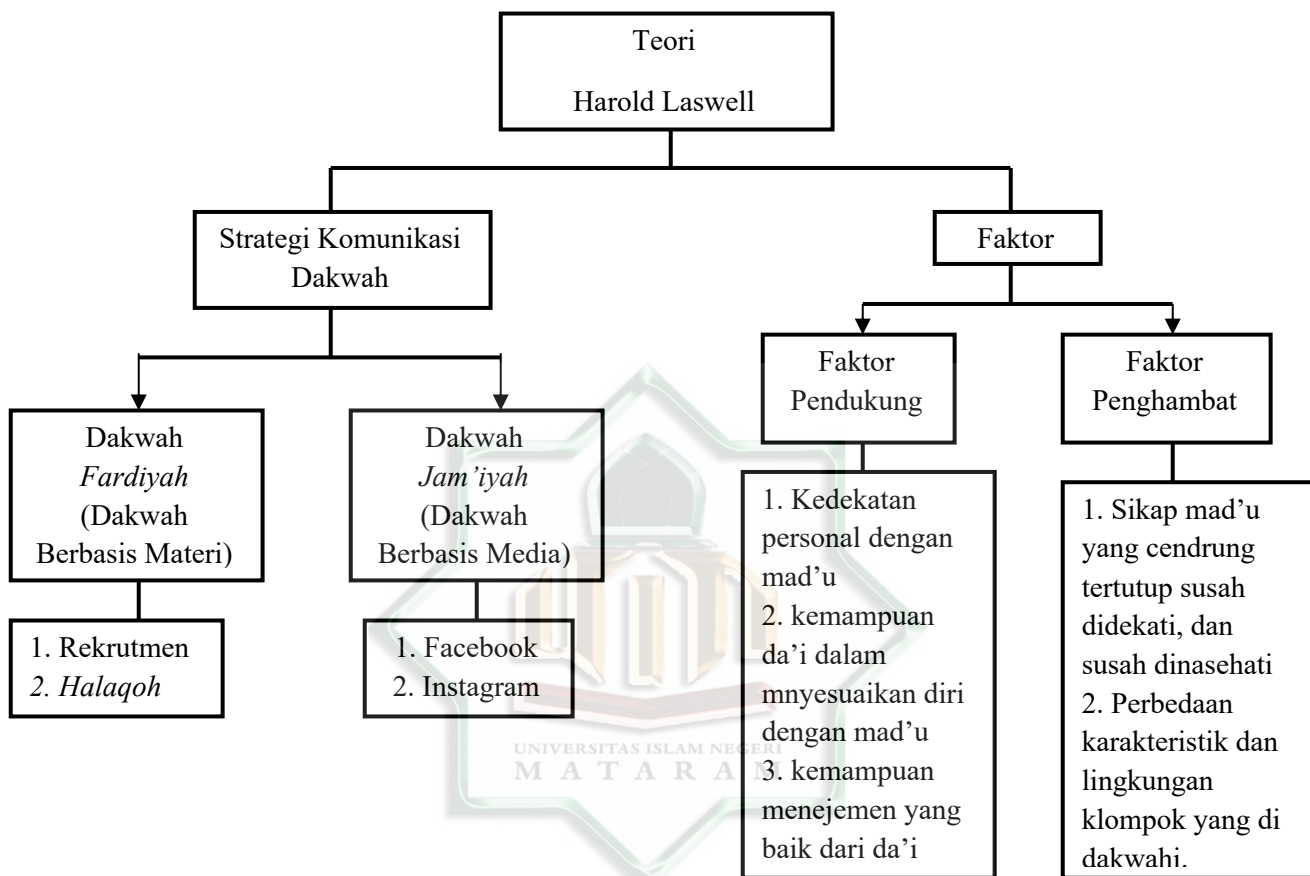 Teori
Harold Laswell
Strategi Komunikasi
Dakwah
Faktor
Dakwah
Fardiyah
(Dakwah
Berbasis Materi)
Dakwah
Jam’iyah
(Dakwah
Berbasis Media)
Faktor
Pendukung
Faktor
Penghambat
1. Rekrutmen
2. Halaqoh
1. Facebook
2. Instagram
1. Kedekatan
personal dengan
mad’u
2. kemampuan
da’i dalam
mnyesuaikan diri
dengan mad’u
3. kemampuan
menejemen yang
baik dari da’i
1. Sikap mad’u
yang cendrung
tertutup susah
didekati, dan
susah dinasehati
2. Perbedaan
karakteristik dan
lingkungan
klompok yang di
dakwahi.
UNIVERSITAS ISLAM NEGERI
MATARAM